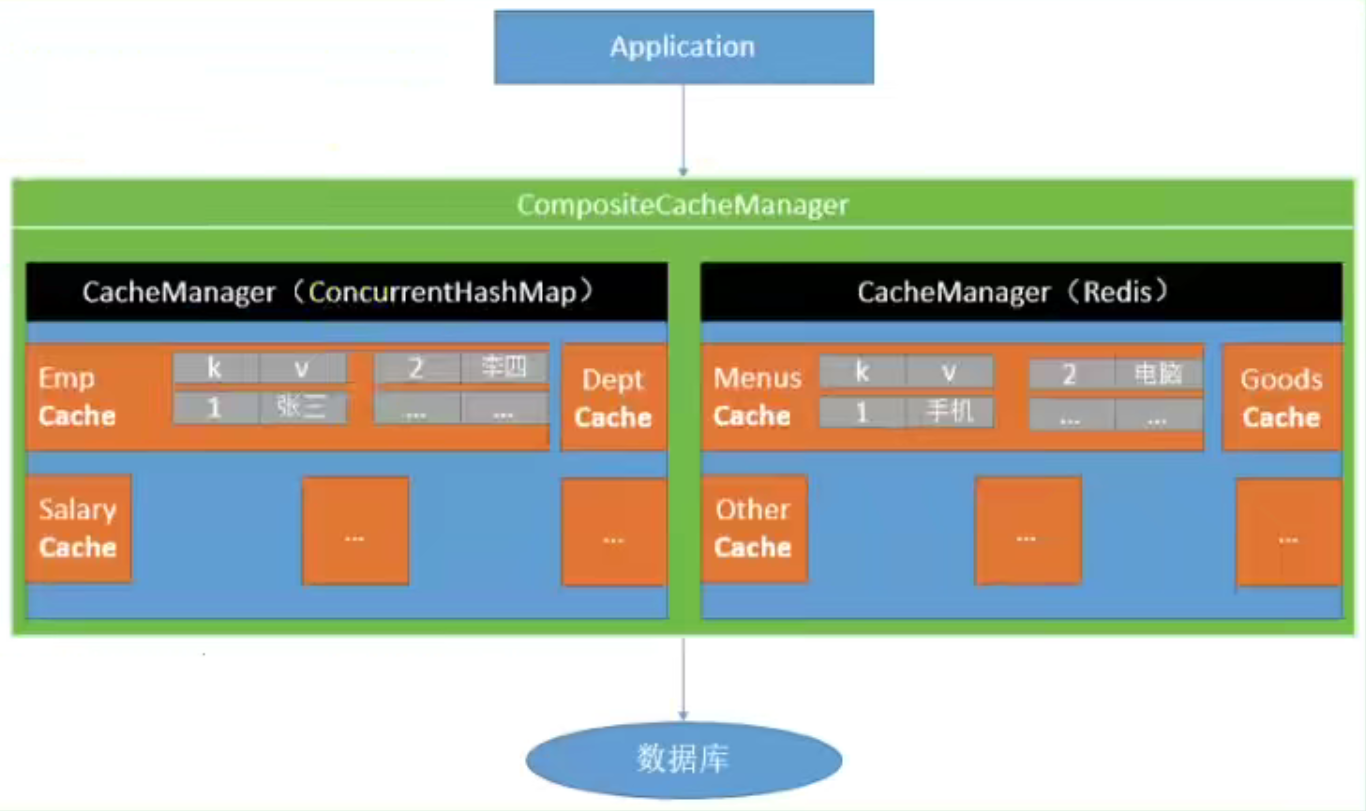 Application
CompositeCacheManager
CacheManager（ConcurrentHashMap）
CacheManager（Redis）
Emp
Cache
k v
1 张三
2 李四
... ...
Dept
Cache
Menus
Cache
k v
1 手机
2 电脑
... ...
Goods
Cache
Salary
Cache
...
...
Other
Cache
...
...
数据库